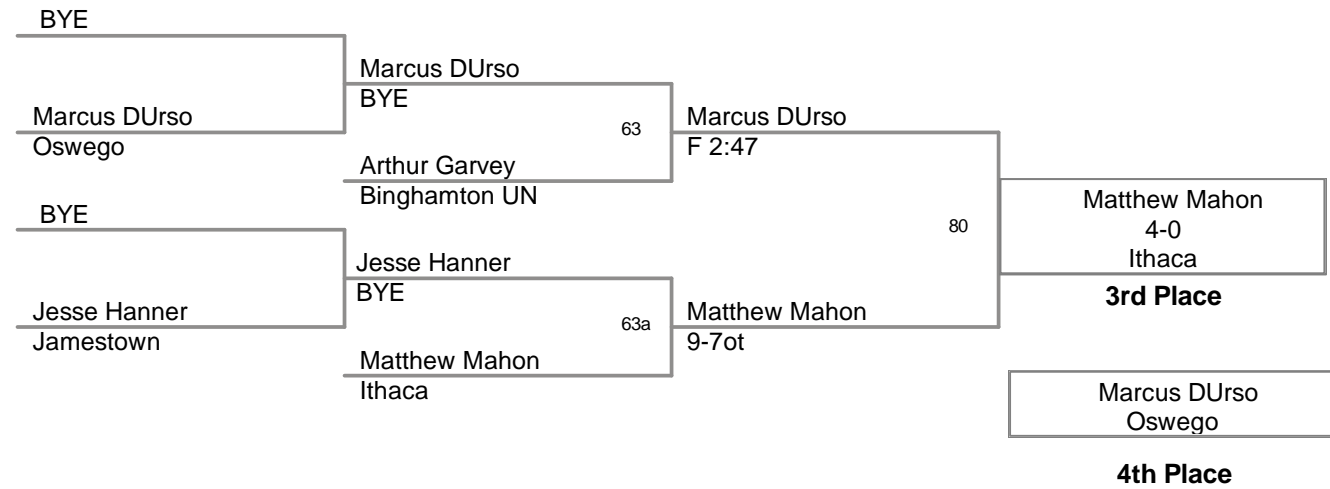 BYE
Marcus DUrso
BYE
Marcus DUrso
Oswego
63
Marcus DUrso
F 2:47
Arthur Garvey
Binghamton UN
BYE
80
Matthew Mahon
4-0
Ithaca
3rd Place
Jesse Hanner
BYE
Jesse Hanner
Jamestown
63a
Matthew Mahon
9-7ot
Matthew Mahon
Ithaca
Marcus DUrso
Oswego
4th Place